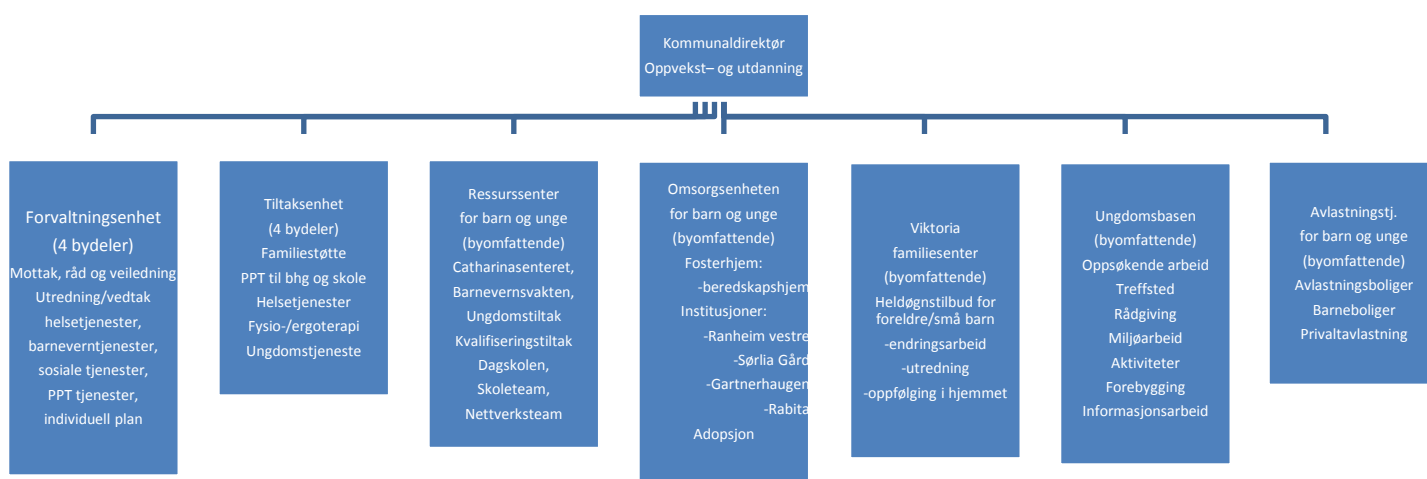 Kommunaldirektør
Oppvekst– og utdanning
Forvaltningsenhet
(4 bydeler)
Mottak, råd og veiledning
Utredning/vedtak
helsetjenester,
barneverntjenester,
sosiale tjenester,
PPT tjenester,
individuell plan
Tiltaksenhet
(4 bydeler)
Familiestøtte
PPT til bhg og skole
Helsetjenester
Fysio-/ergoterapi
Ungdomstjeneste
Ressurssenter
for barn og unge
(byomfattende)
Catharinasenteret,
Barnevernsvakten,
Ungdomstiltak
Kvalifiseringstiltak
Dagskolen,
Skoleteam,
Nettverksteam
Omsorgsenheten
for barn og unge
(byomfattende)
Fosterhjem:
-beredskapshjem
Institusjoner:
-Ranheim vestre
-Sørlia Gård
-Gartnerhaugen
-Rabita
Adopsjon
Viktoria
familiesenter
(byomfattende)
Heldøgnstilbud for
foreldre/små barn
-endringsarbeid
-utredning
-oppfølging i hjemmet
Ungdomsbasen
(byomfattende)
Oppsøkende arbeid
Treffsted
Rådgiving
Miljøarbeid
Aktiviteter
Forebygging
Informasjonsarbeid
Avlastningstj.
for barn og unge
(byomfattende)
Avlastningsboliger
Barneboliger
Privaltavlastning